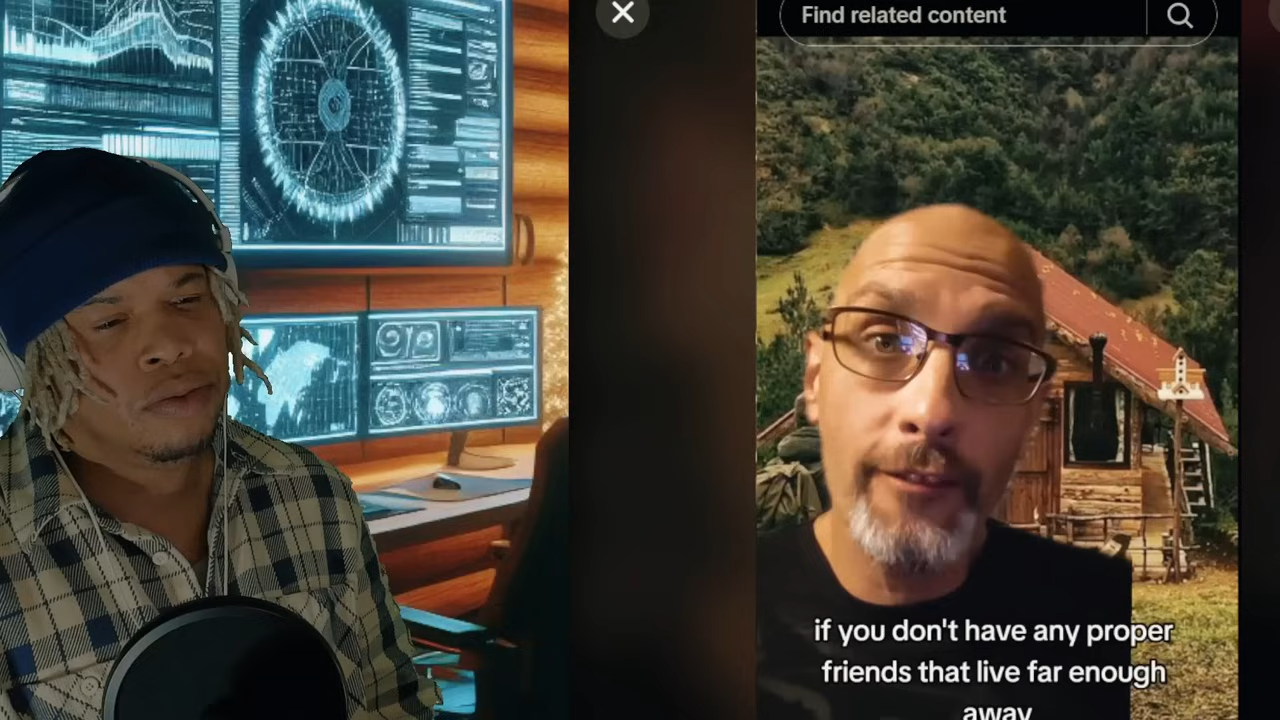 Find related content
if you don't have any proper
friends that live far enough
away